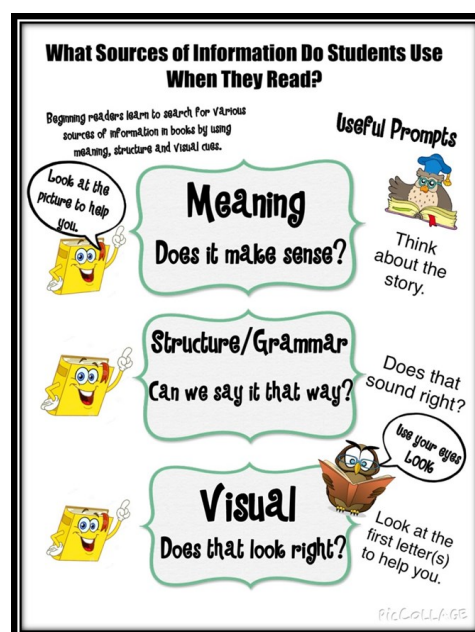 What Sources of Information Do Students Use
When They Read?
Beginning readers learn to search for various
sources of information in books by using
meaning, structure and visual cues.
Useful Prompts
Look at the
picture to help
you.
Meaning
Does it make sense?
Think
about the
story.
Structure/Grammar
Can we say it that way?
Does that
sound right?
Use your eyes
LOOK
Visual
Does that look right?
Look at the
first letter(s)
to help you.
PicCOLLAGE